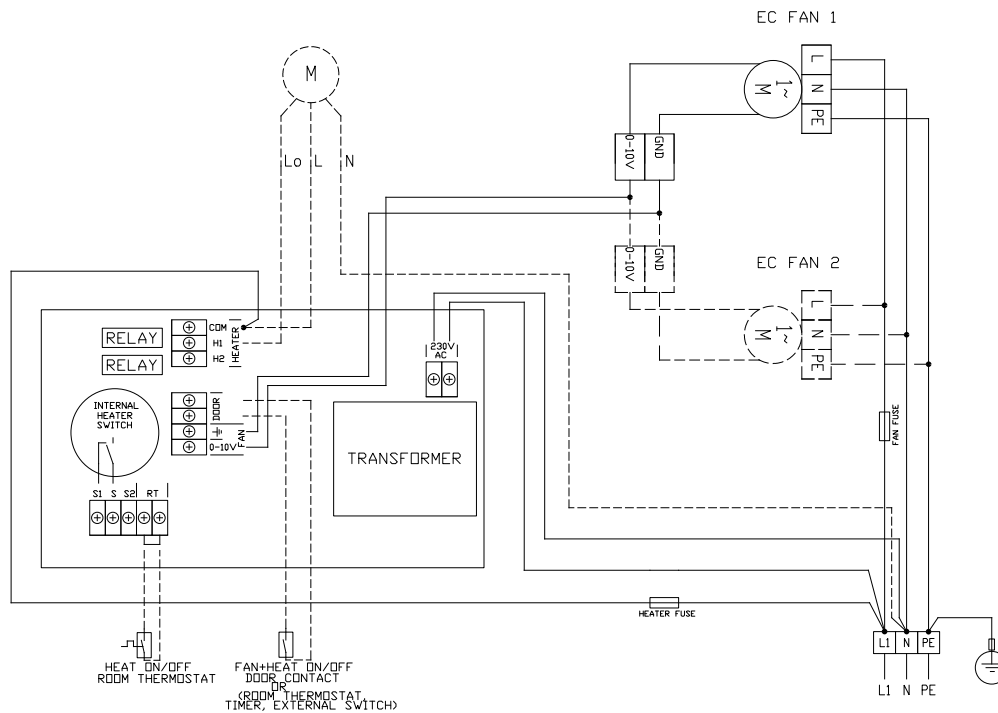 EC FAN 1
M
L
N
PE
1~
M
Lo L N
0-10V
GND
0-10V
GND
EC FAN 2
L
N
PE
1~
M
RELAY
RELAY
COM
H1
H2
HEATER
230V
AC
INTERNAL
HEATER
SWITCH
DOOR
0-10V
FAN
TRANSFORMER
FAN FUSE
S1 S S2 RT
HEATER FUSE
L1 N PE
HEAT ON/OFF
ROOM THERMOSTAT
FAN+HEAT ON/OFF
DOOR CONTACT
OR
(ROOM THERMOSTAT,
TIMER, EXTERNAL SWITCH)
L1 N PE